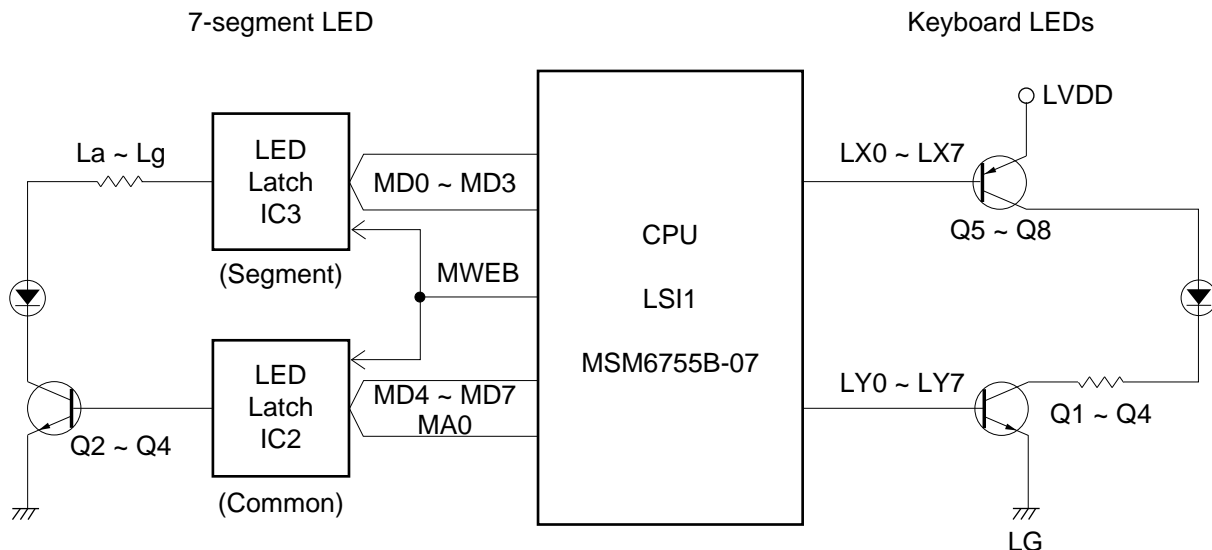 7-segment LED
Keyboard LEDs
LVDD
La ~ Lg
LED
Latch
IC3
MD0 ~ MD3
LX0 ~ LX7
Q5 ~ Q8
(Segment)
MWEB
CPU
LSI1
MSM6755B-07
LED
Latch
IC2
MD4 ~ MD7
MA0
LY0 ~ LY7
Q1 ~ Q4
Q2 ~ Q4
(Common)
LG